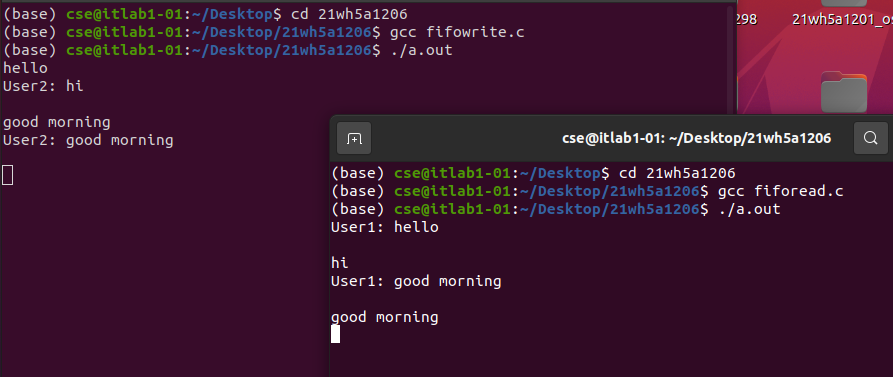 (base) cse@itlab1-01:~/Desktop$ cd 21wh5a1206
(base) cse@itlab1-01:~/Desktop/21wh5a1206$ gcc fifowrite.c
(base) cse@itlab1-01:~/Desktop/21wh5a1206$ ./a.out
hello
User2: hi
good morning
User2: good morning
298
21wh5a1201_os
cse@itlab1-01: ~/Desktop/21wh5a1206
(base) cse@itlab1-01:~/Desktop$ cd 21wh5a1206
(base) cse@itlab1-01:~/Desktop/21wh5a1206$ gcc fiforead.c
(base) cse@itlab1-01:~/Desktop/21wh5a1206$ ./a.out
User1: hello
hi
User1: good morning
good morning